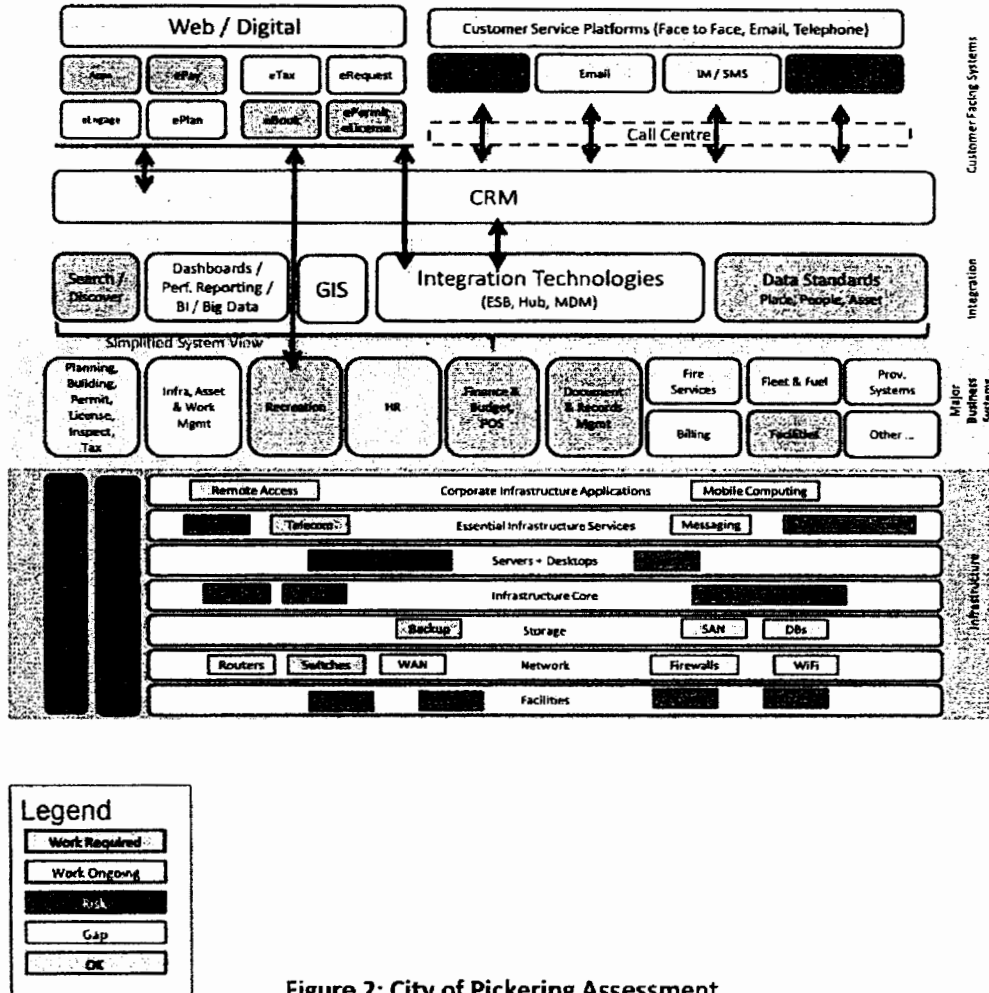 Web / Digital
Customer Service Platforms (Face to Face, Email, Telephone)
Apps
ePay
eTax
eRequest
Email
IM / SMS
eEngage
ePlan
eBook
ePermit
eLicense
Call Centre
Customer Facing Systems
CRM
Search /
Discover
Dashboards /
Perf. Reporting /
BI / Big Data
GIS
Integration Technologies
(ESB, Hub, MDM)
Data Standards
Place, People, Asset
Integration
Simplified System View
Planning,
Building,
Permit,
License,
Inspect,
Tax
Infra, Asset
& Work
Mgmt
Recreation
HR
Finance &
Budget,
POS
Document
& Records
Mgmt
Fire
Services
Fleet & Fuel
Prov.
Systems
Billing
Facilities
Other ...
Major
Business
Systems
Remote Access
Corporate Infrastructure Applications
Mobile Computing
Telecom
Essential Infrastructure Services
Messaging
Servers + Desktops
Infrastructure Core
Backup
Storage
SAN
DBs
Routers
Switches
WAN
Network
Firewalls
WiFi
Facilities
Infrastructure
Legend
Work Required
Work Ongoing
Risk
Gap
OK
Figure 2: City of Pickering Assessment